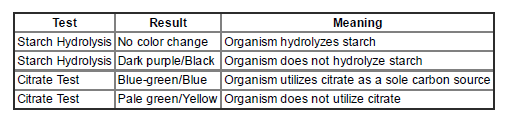 Test Result Meaning
Starch Hydrolysis No color change Organism hydrolyzes starch
Starch Hydrolysis Dark purple/Black Organism does not hydrolyze starch
Citrate Test Blue-green/Blue Organism utilizes citrate as a sole carbon source
Citrate Test Pale green/Yellow Organism does not utilize citrate